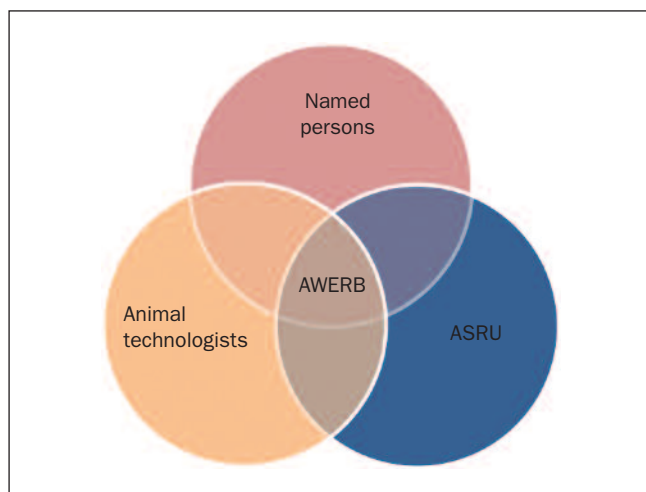 Named
persons
AWERB
Animal
technologists
ASRU